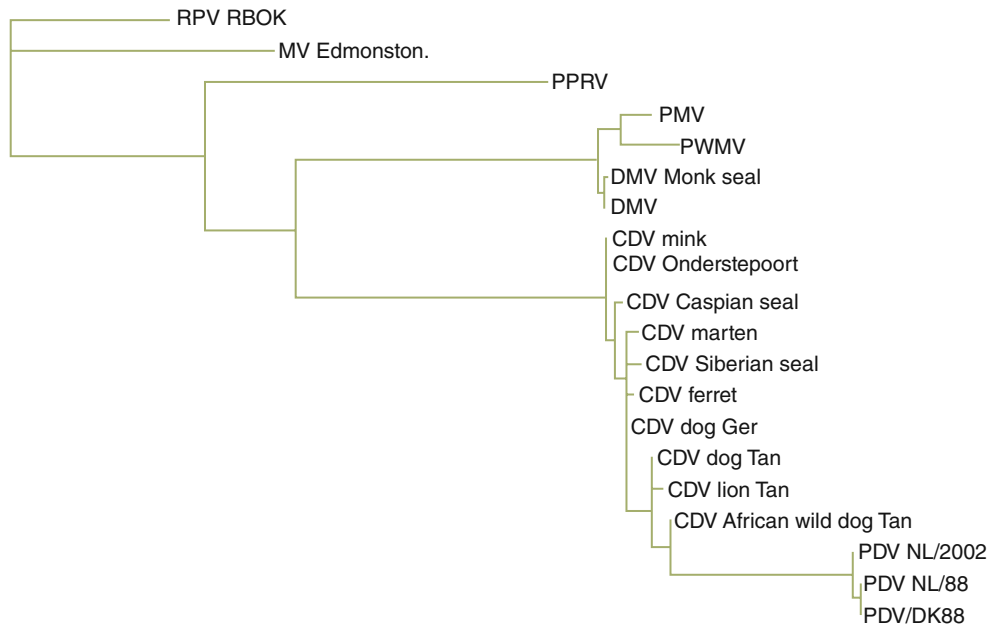 RPV RBOK
MV Edmonston.
PPRV
PMV
PWMV
DMV Monk seal
DMV
CDV mink
CDV Onderstepoort
CDV Caspian seal
CDV marten
CDV Siberian seal
CDV ferret
CDV dog Ger
CDV dog Tan
CDV lion Tan
CDV African wild dog Tan
PDV NL/2002
PDV NL/88
PDV/DK88